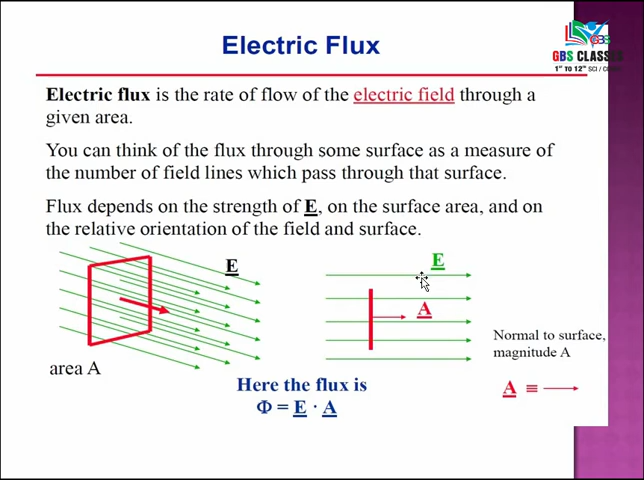 Electric Flux
GBS
GBS CLASSES
1ST TO 12TH SCI / CO
Electric flux is the rate of flow of the electric field through a
given area.
You can think of the flux through some surface as a measure of
the number of field lines which pass through that surface.
Flux depends on the strength of E, on the surface area, and on
the relative orientation of the field and surface.
E
E
A
area A
Normal to surface,
magnitude A
A ≡
Here the flux is
Φ = E · A